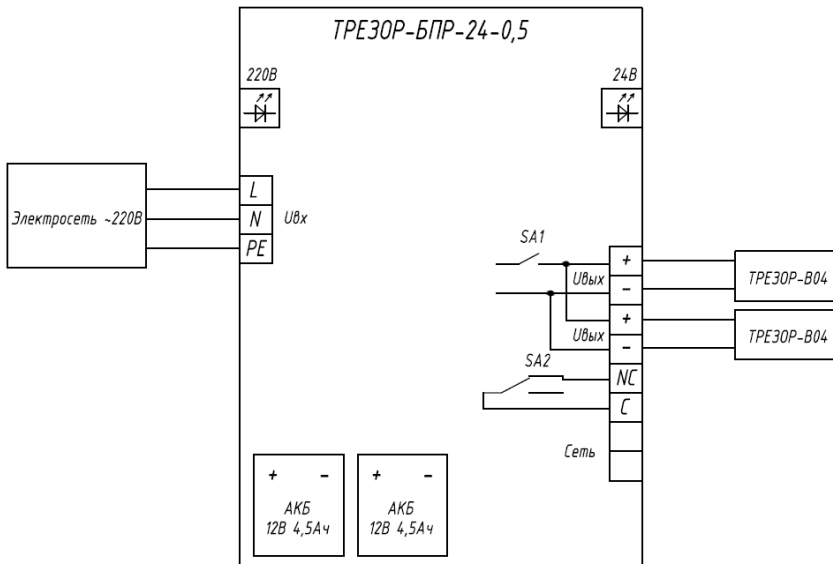 ТРЕЗОР-БПР-24-0,5
220В
24В
Электросеть ~220В
L
N
PE
Uвх
SA1
+
Uвых
-
+
Uвых
-
ТРЕЗОР-В04
ТРЕЗОР-В04
SA2
NC
C
Сеть
+ -
АКБ
12В 4,5Ач
+ -
АКБ
12В 4,5Ач